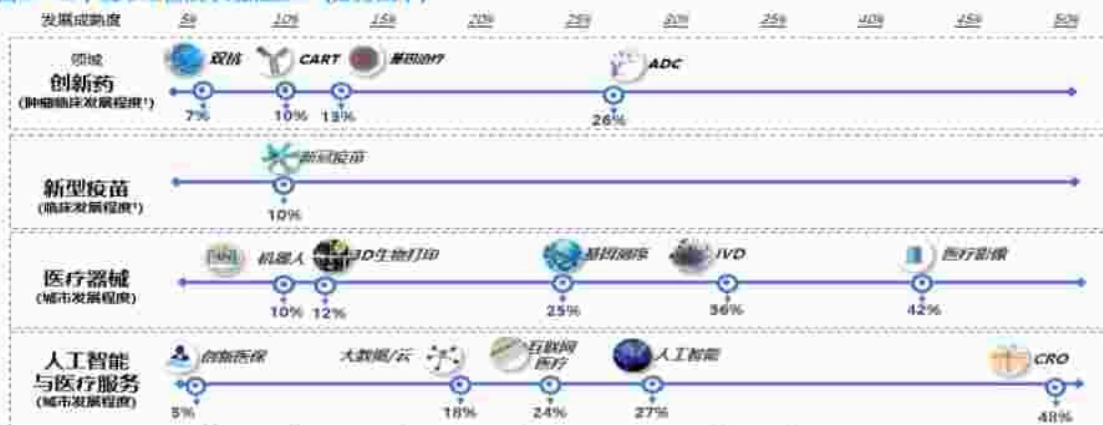 发展成熟度 5% 10% 15% 20% 25% 30% 35% 40% 45% 50%
领域
双抗 CART 基因治疗 ADC
创新药
(肿瘤临床发展程度¹)
7% 10% 13% 26%
新冠疫苗
新型疫苗
(临床发展程度¹)
10%
机器人 3D生物打印 基因测序 IVD 医疗影像
医疗器械
(城市发展程度)
10% 12% 25% 36% 42%
创新医保 大数据/云 互联网医疗 人工智能 CRO
人工智能
与医疗服务
(城市发展程度)
5% 18% 24% 27% 48%